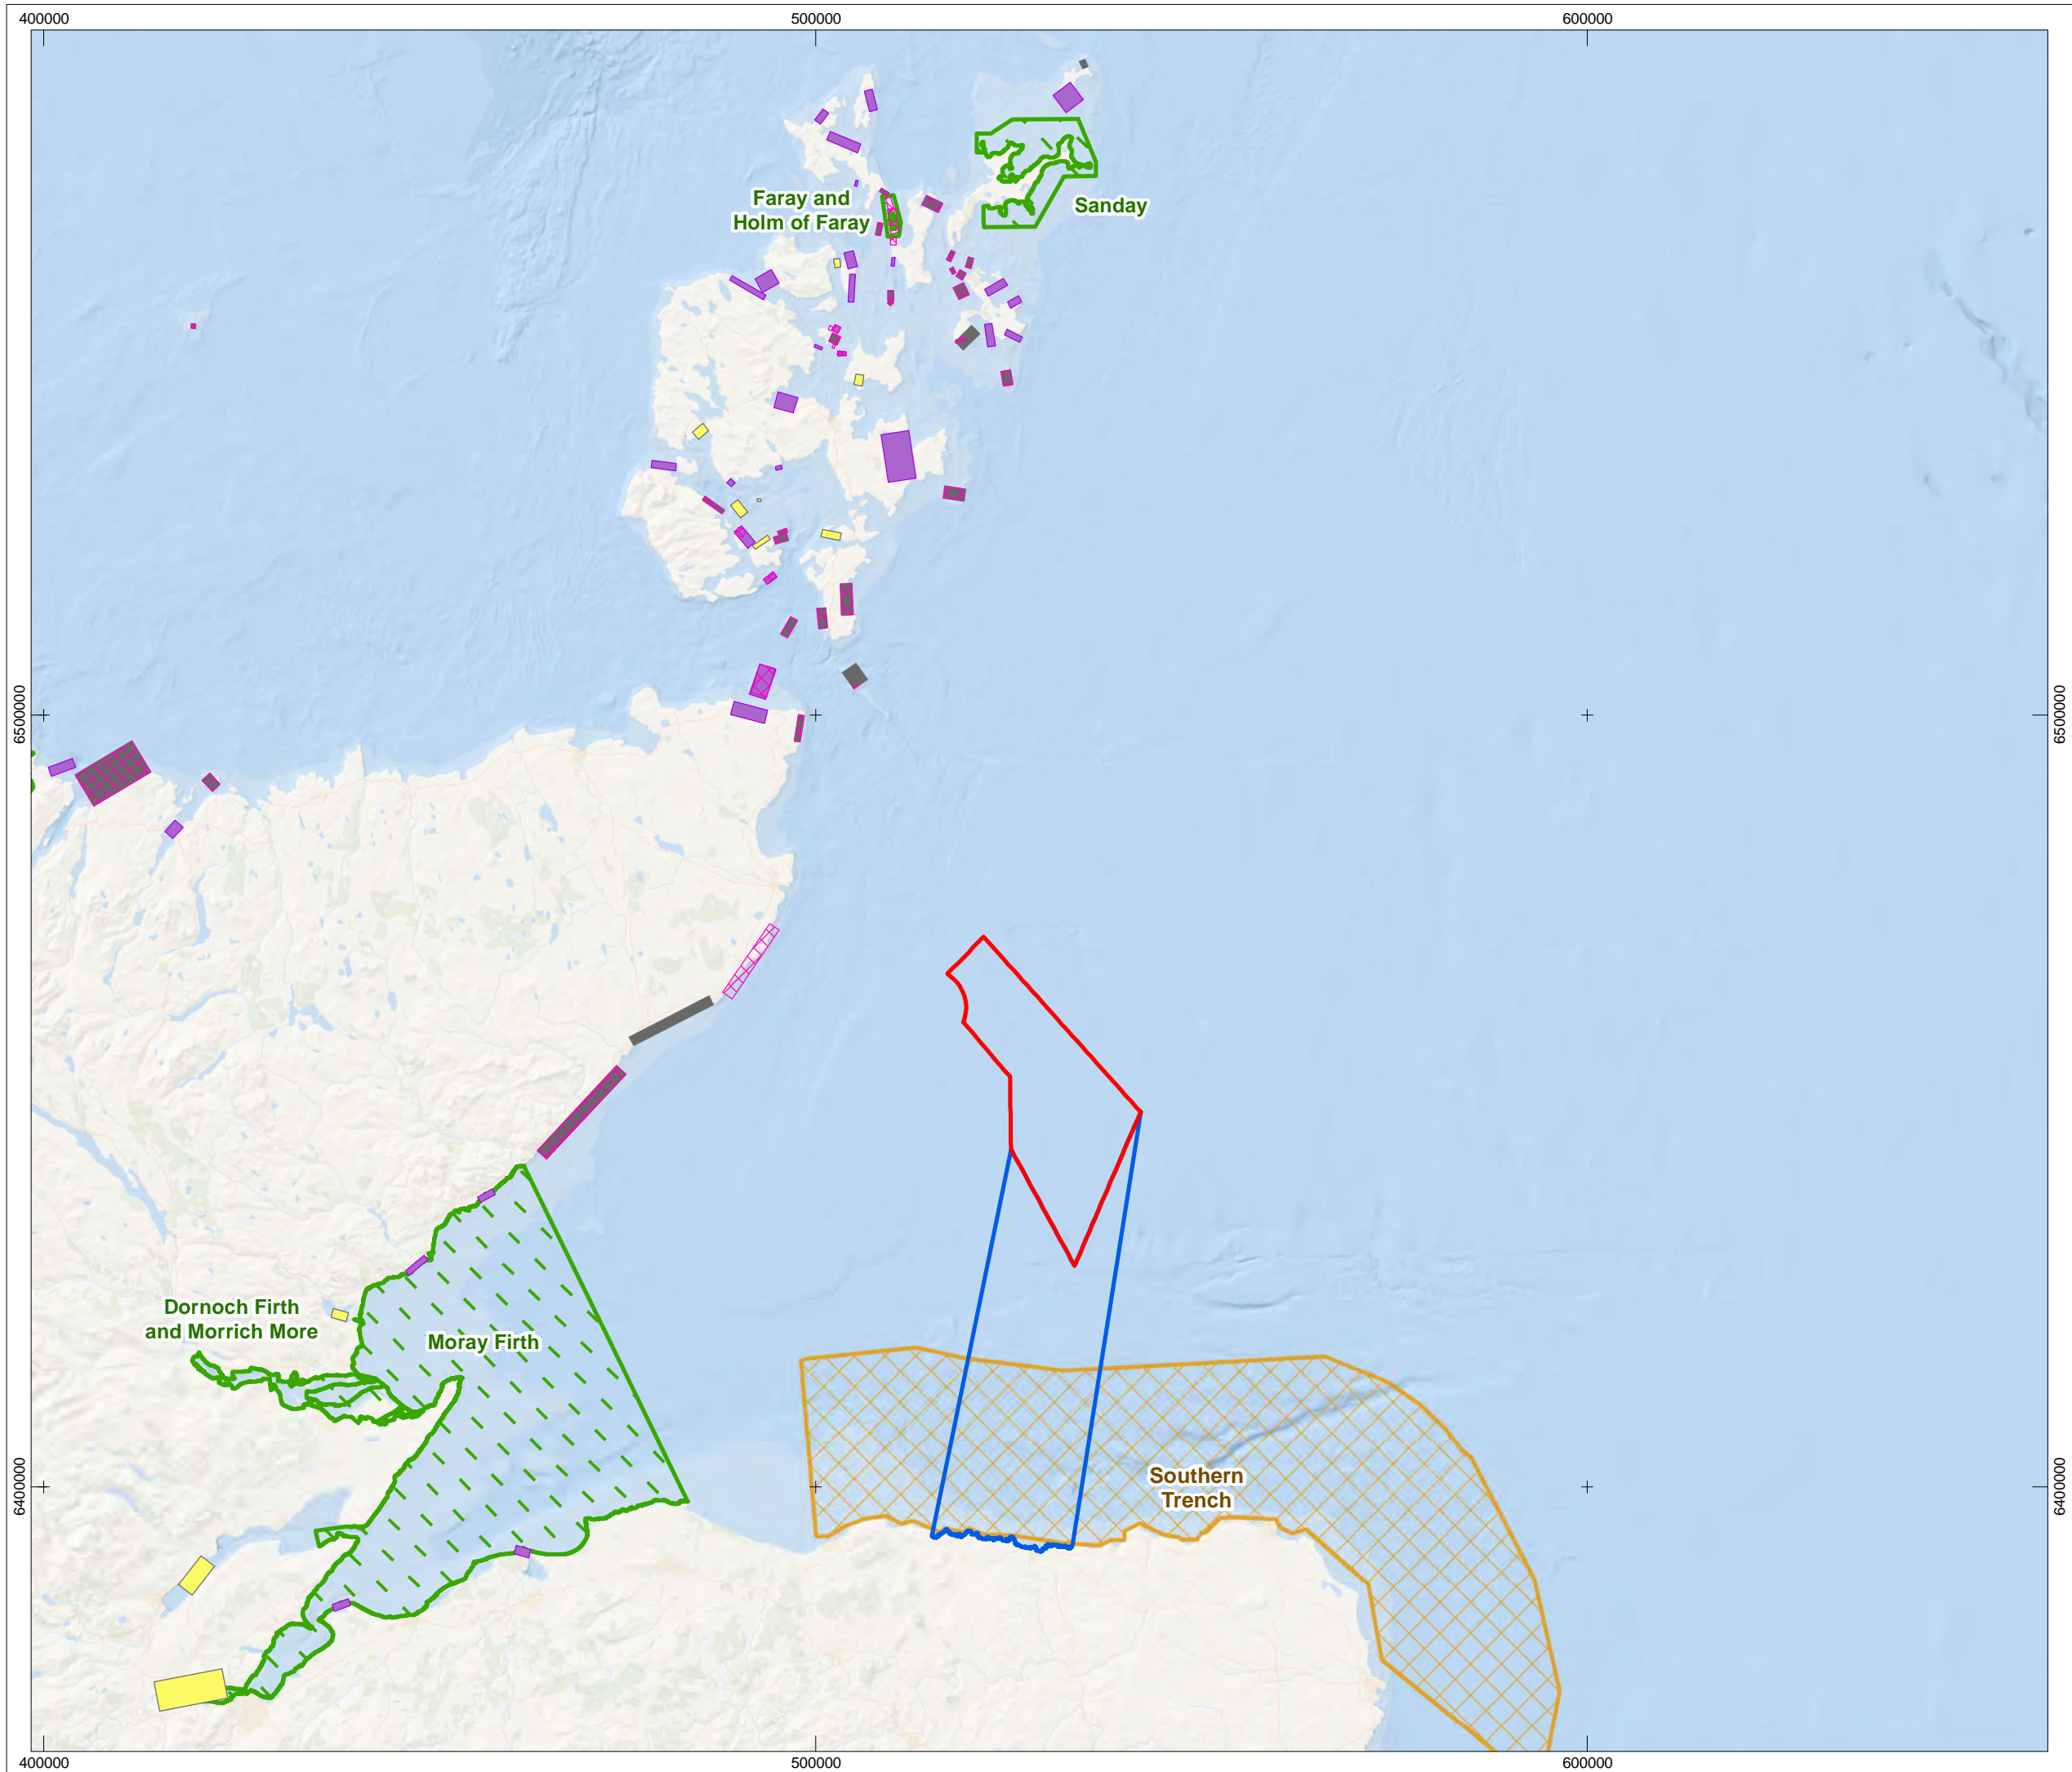 400000
500000
600000
Faray and
Holm of Faray
Sanday
6500000
6500000
Dornoch Firth
and Morrich More
Moray Firth
Southern
Trench
6400000
6400000
400000
500000
600000